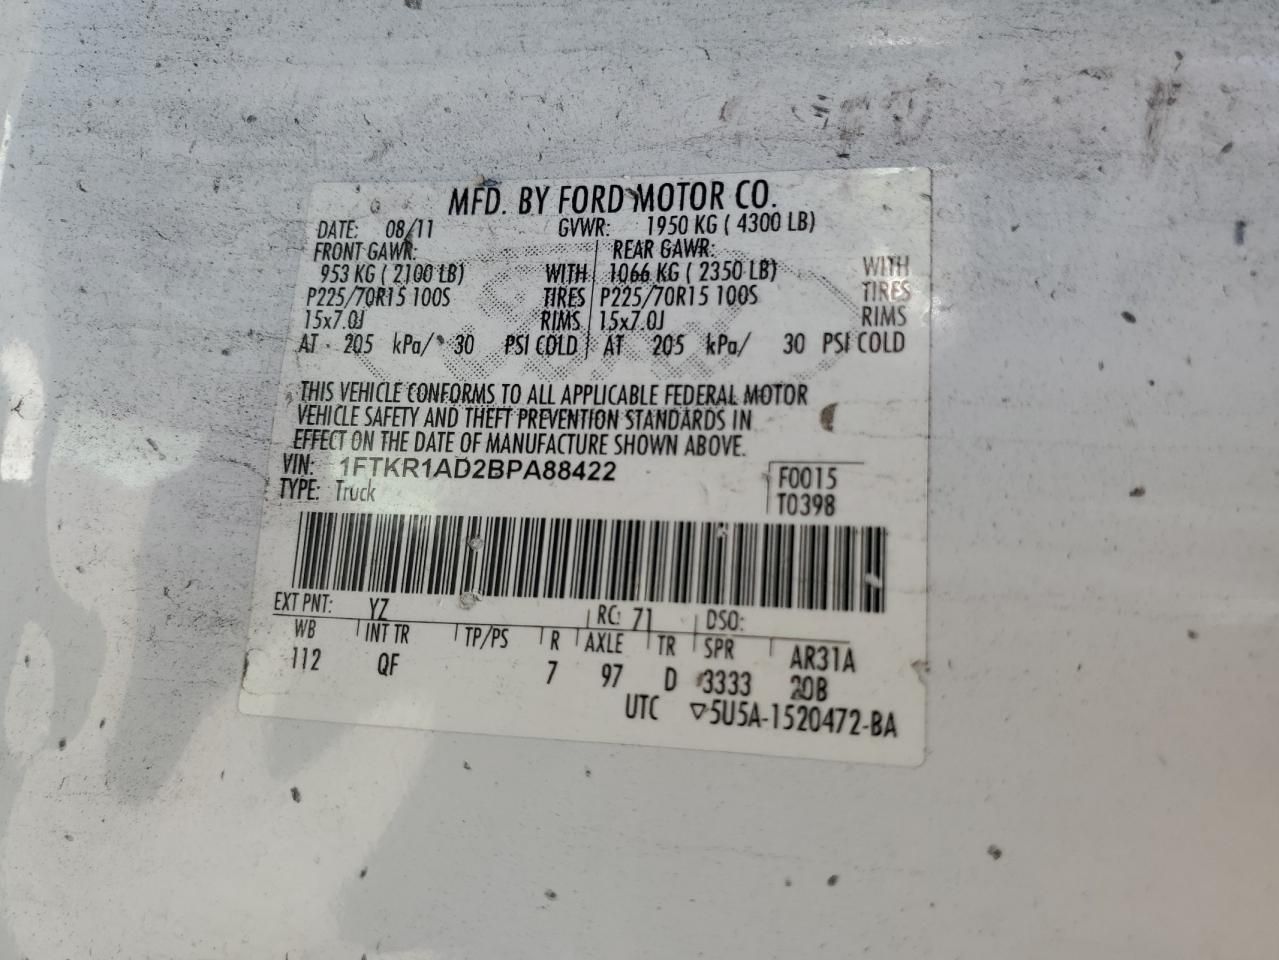 MFD. BY FORD MOTOR CO.
DATE: 08/11 GVWR: 1950 KG ( 4300 LB)
FRONT GAWR: REAR GAWR:
953 KG ( 2100 LB) WITH 1066 KG ( 2350 LB) WITH
P225/70R15 100S TIRES P225/70R15 100S TIRES
15x7.0J RIMS 15x7.0J RIMS
AT 205 kPa/ 30 PSI COLD AT 205 kPa/ 30 PSI COLD
THIS VEHICLE CONFORMS TO ALL APPLICABLE FEDERAL MOTOR
VEHICLE SAFETY AND THEFT PREVENTION STANDARDS IN
EFFECT ON THE DATE OF MANUFACTURE SHOWN ABOVE.
VIN: 1FTKR1AD2BPA88422 F0015
TYPE: Truck T0398
EXT PNT: YZ RC: 71 DSO:
WB INT TR TP/PS R AXLE TR SPR AR31A
112 QF 7 97 D 3333 20B
UTC ▽5U5A-1520472-BA